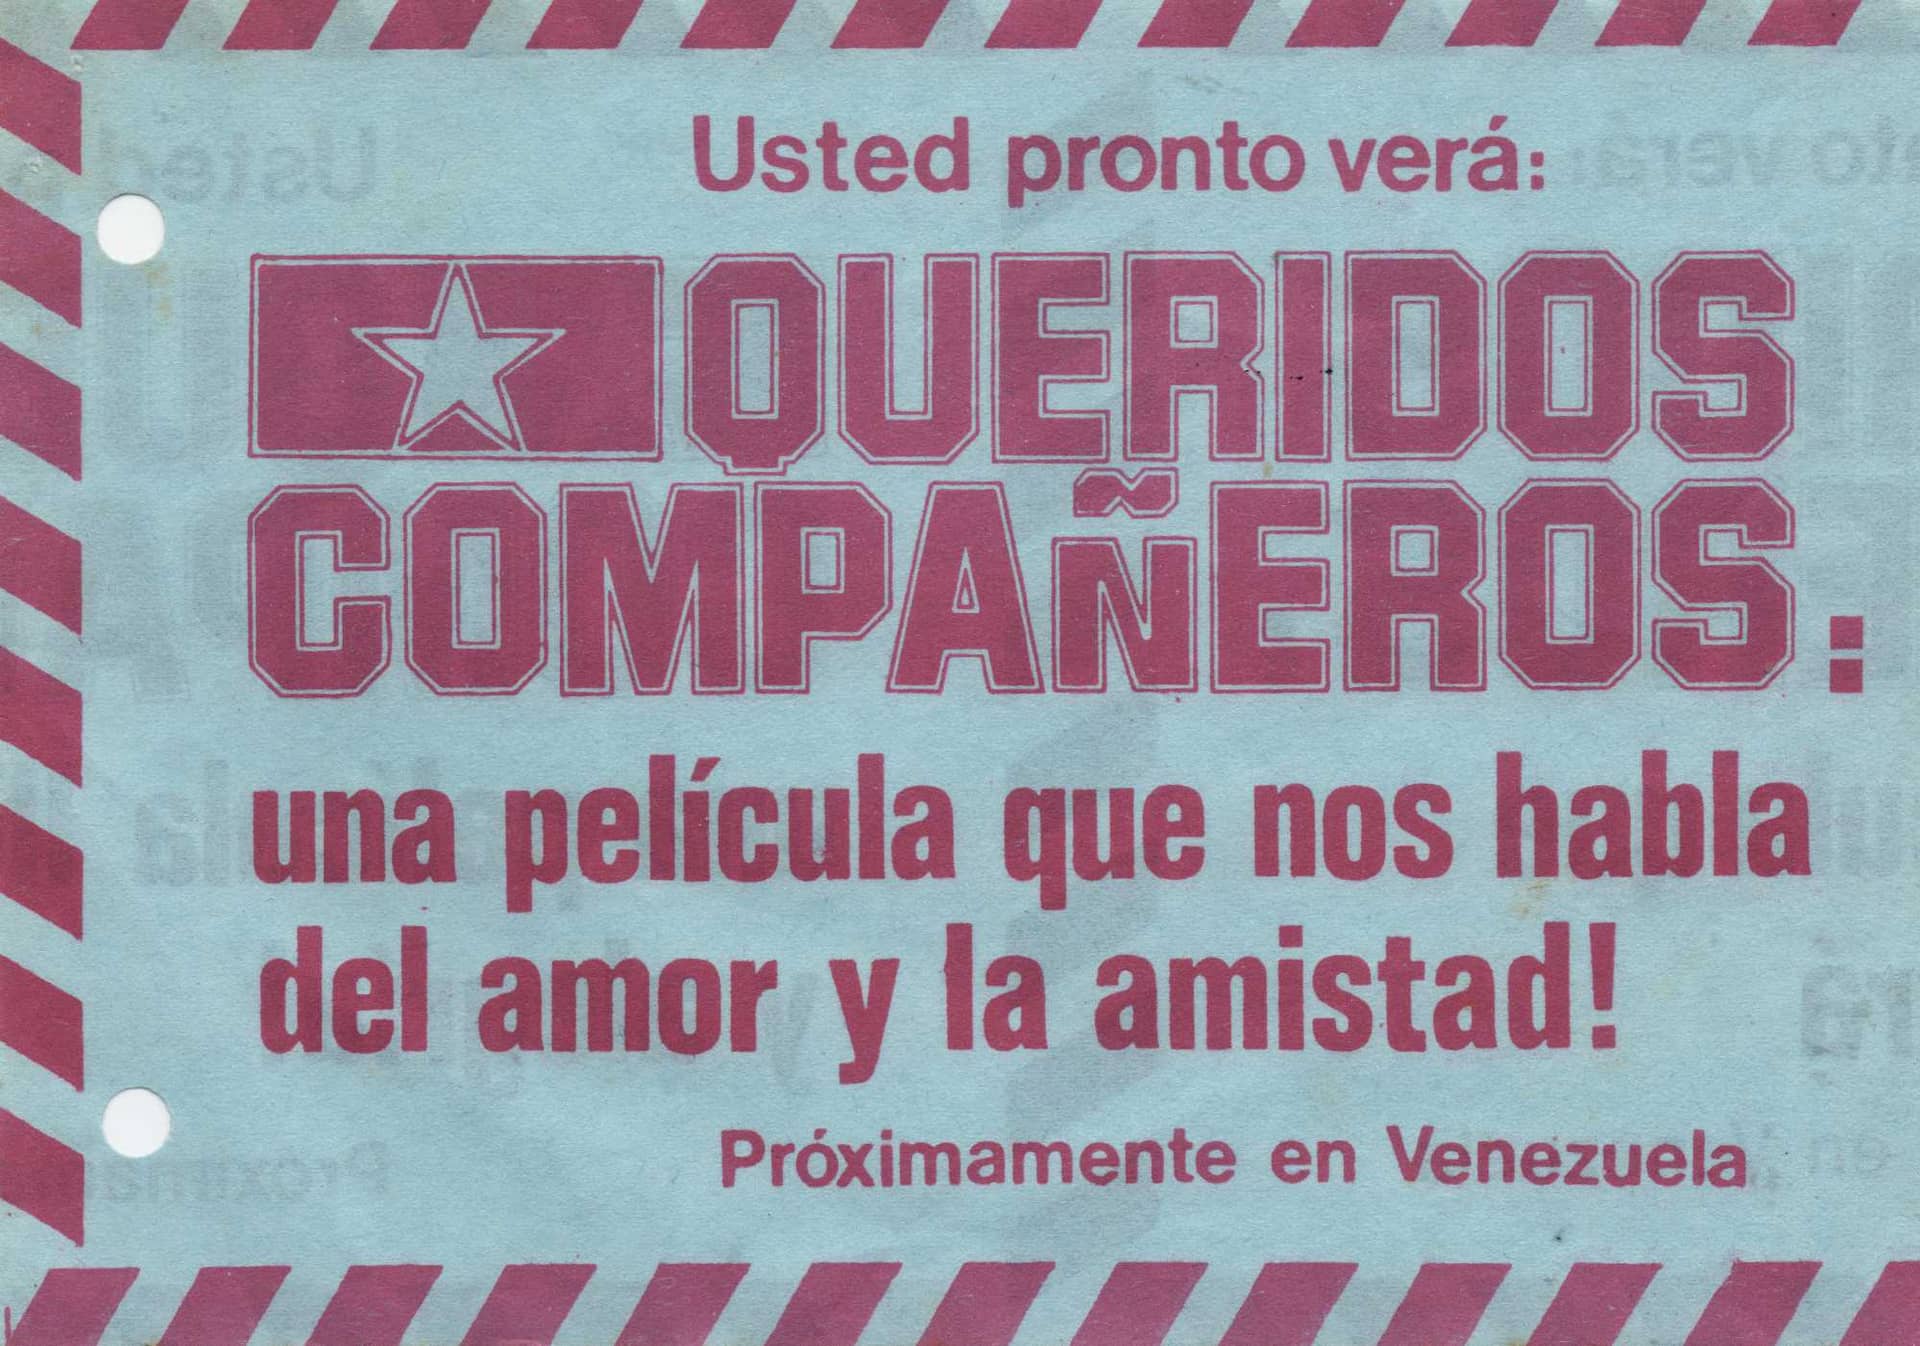 Usted pronto verá:
QUERIDOS
COMPAÑEROS:
una película que nos habla
del amor y la amistad!
Próximamente en Venezuela